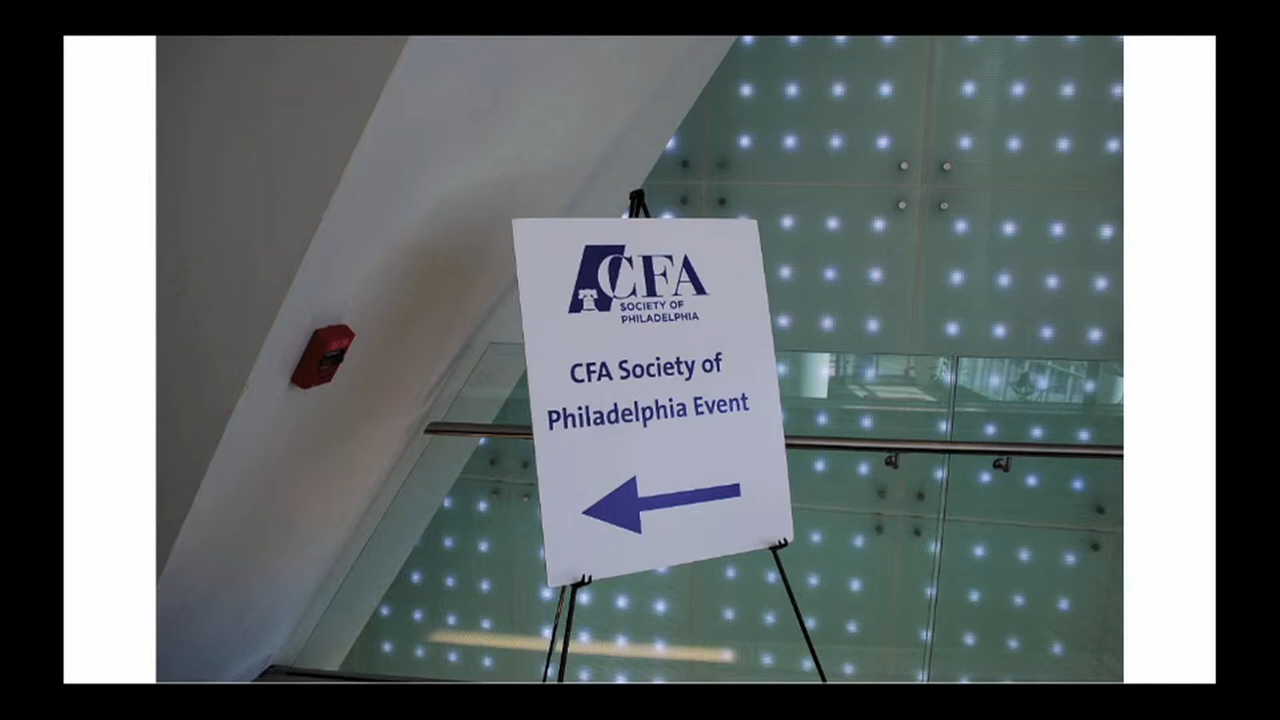 CFA
SOCIETY OF
PHILADELPHIA
CFA Society of
Philadelphia Event